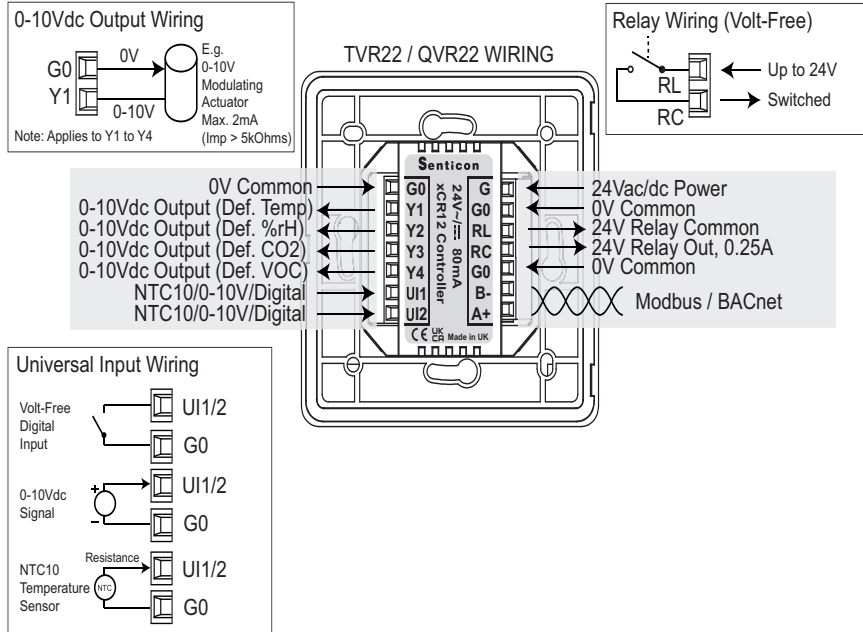 0-10Vdc Output Wiring
G0
0V
Y1
0-10V
E.g.
0-10V
Modulating
Actuator
Max. 2mA
(Imp > 5kOhms)
Note: Applies to Y1 to Y4
TVR22 / QVR22 WIRING
Relay Wiring (Volt-Free)
RL
Up to 24V
RC
Switched
0V Common
0-10Vdc Output (Def. Temp)
0-10Vdc Output (Def. %rH)
0-10Vdc Output (Def. CO2)
0-10Vdc Output (Def. VOC)
NTC10/0-10V/Digital
NTC10/0-10V/Digital
Senticon
G0
Y1
Y2
Y3
Y4
UI1
UI2
xCR12 Controller
24V~/⎓ 80mA
G
G0
RL
RC
G0
B-
A+
CE UK CA Made in UK
24Vac/dc Power
0V Common
24V Relay Common
24V Relay Out, 0.25A
0V Common
Modbus / BACnet
Universal Input Wiring
Volt-Free
Digital
Input
UI1/2
G0
0-10Vdc
Signal
+
–
UI1/2
G0
NTC10
Temperature
Sensor
Resistance
NTC
UI1/2
G0